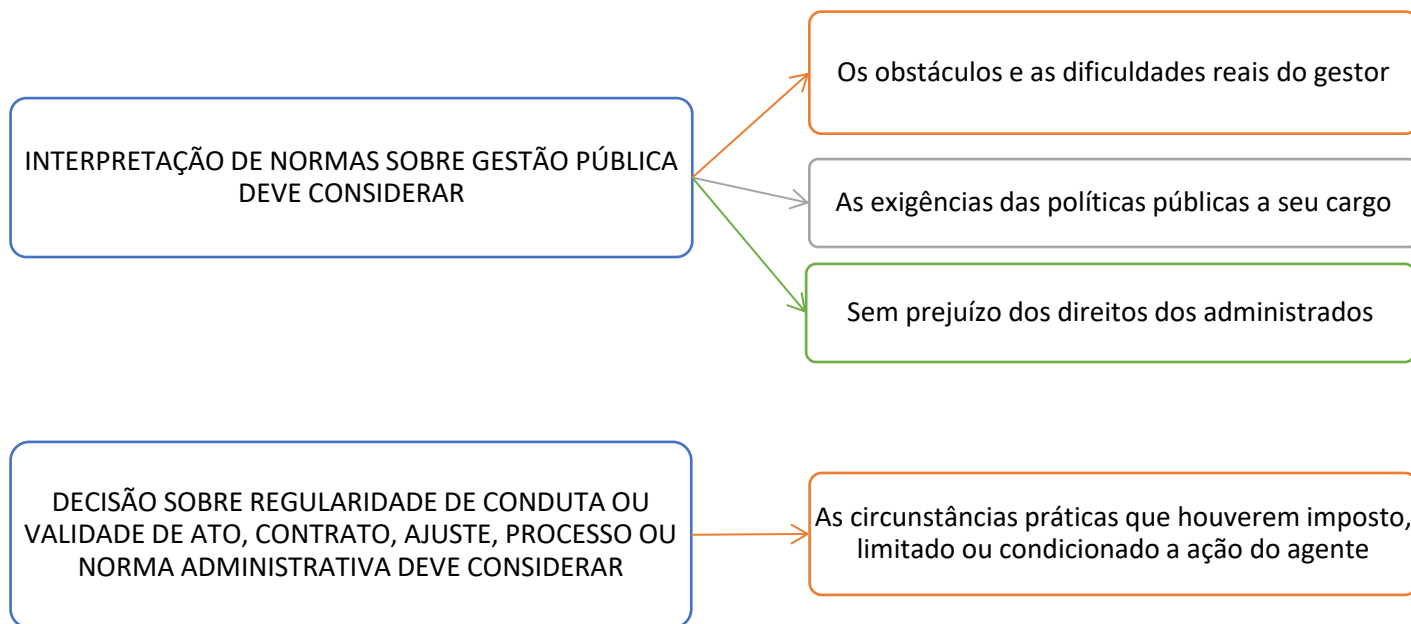 Os obstáculos e as dificuldades reais do gestor
INTERPRETAÇÃO DE NORMAS SOBRE GESTÃO PÚBLICA
DEVE CONSIDERAR
As exigências das políticas públicas a seu cargo
Sem prejuízo dos direitos dos administrados
DECISÃO SOBRE REGULARIDADE DE CONDUTA OU
VALIDADE DE ATO, CONTRATO, AJUSTE, PROCESSO OU
NORMA ADMINISTRATIVA DEVE CONSIDERAR
As circunstâncias práticas que houverem imposto,
limitado ou condicionado a ação do agente